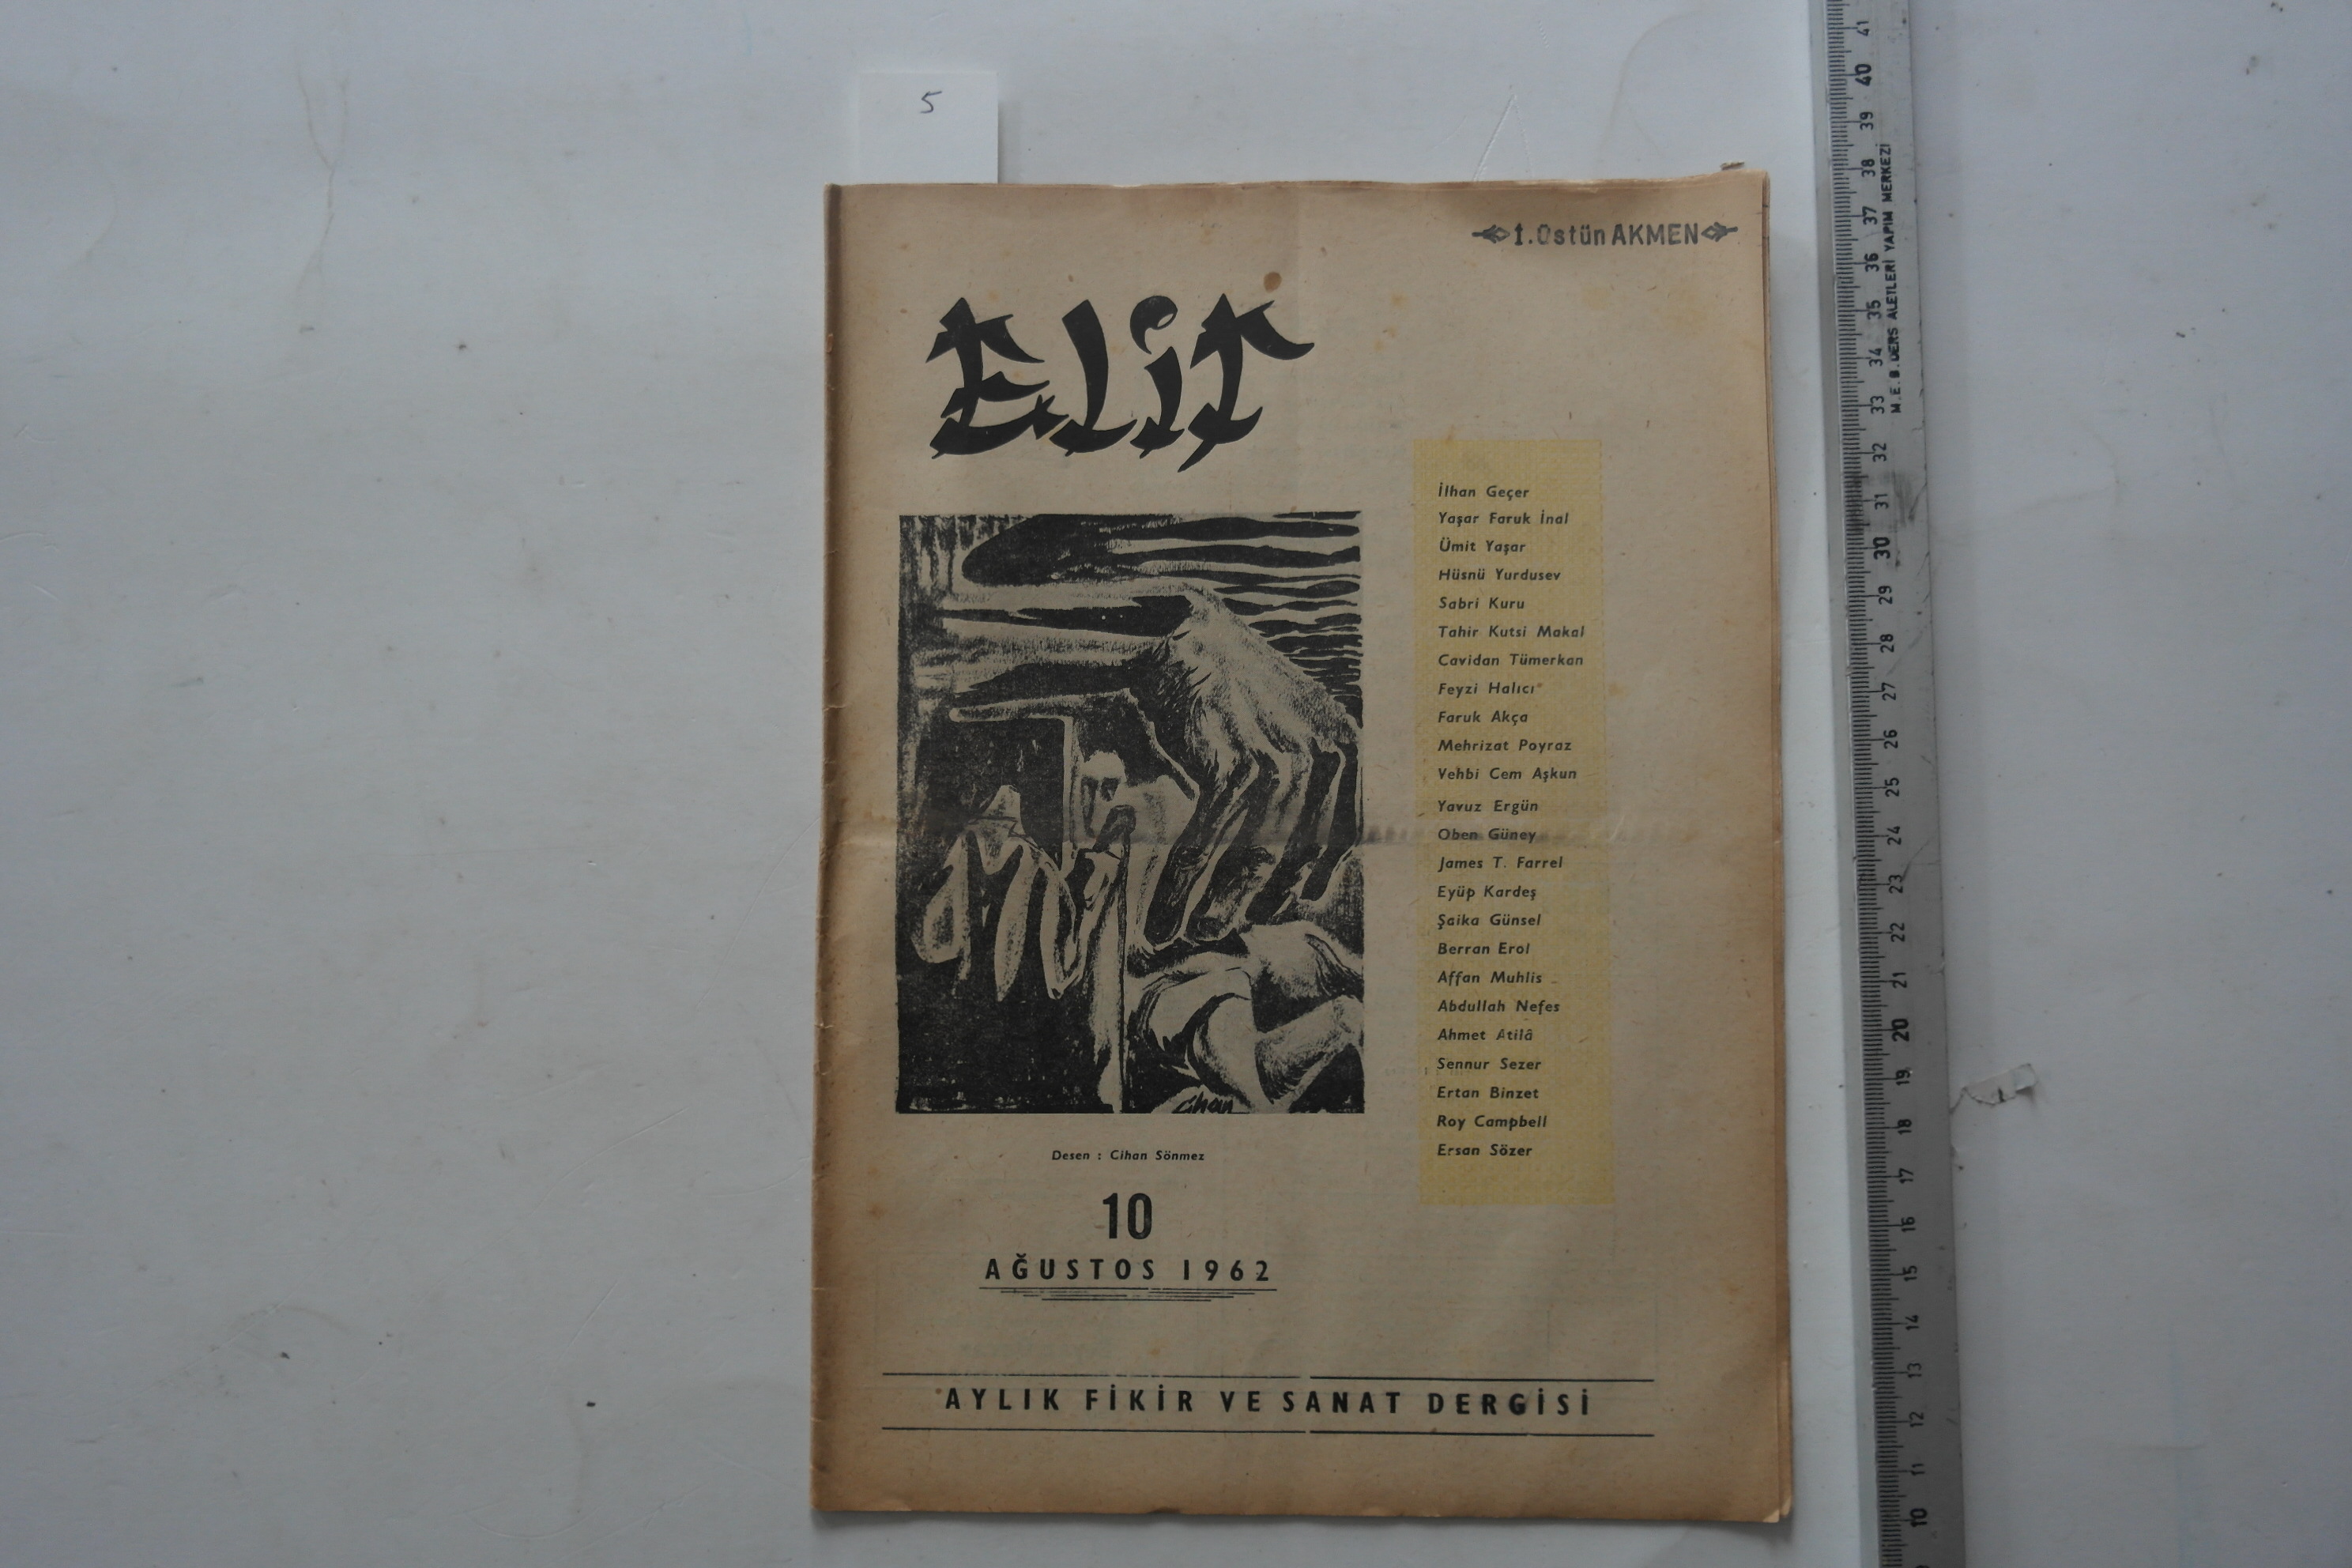 5
İ.Üstün AKMEN
ELİT
İlhan Geçer
Yaşar Faruk İnal
Ümit Yaşar
Hüsnü Yurdusev
Sabri Kuru
Tahir Kutsi Makal
Cavidan Tümerkan
Feyzi Halıcı
Faruk Akça
Mehrizat Poyraz
Vehbi Cem Aşkun
Yavuz Ergün
Oben Güney
James T. Farrel
Eyüp Kardeş
Şaika Günsel
Berran Erol
Affan Muhlis
Abdullah Nefes
Ahmet Atilâ
Sennur Sezer
Ertan Binzet
Roy Campbell
Ersan Sözer
Cihan
Desen : Cihan Sönmez
10
AĞUSTOS 1962
AYLIK FİKİR VE SANAT DERGİSİ
M.E.B. DERS ALETLERİ YAPIM MERKEZİ
41
40
39
38
37
36
35
34
33
32
31
30
29
28
27
26
25
24
23
22
21
20
19
18
17
16
15
14
13
12
11
10